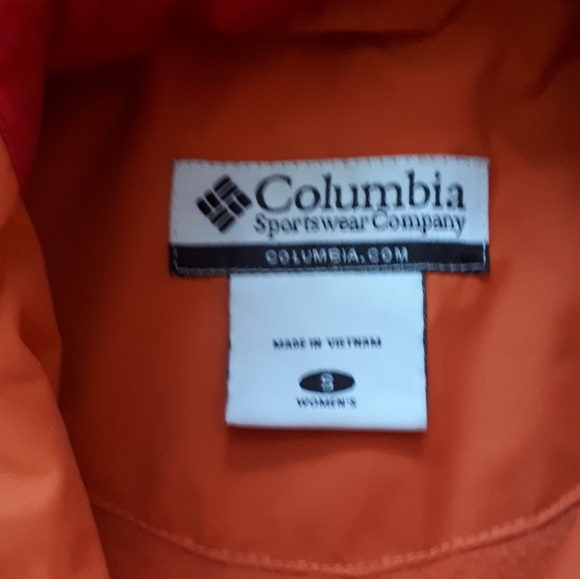 Columbia
Sportswear Company
COLUMBIA.COM
MADE IN VIETNAM
S
WOMEN'S